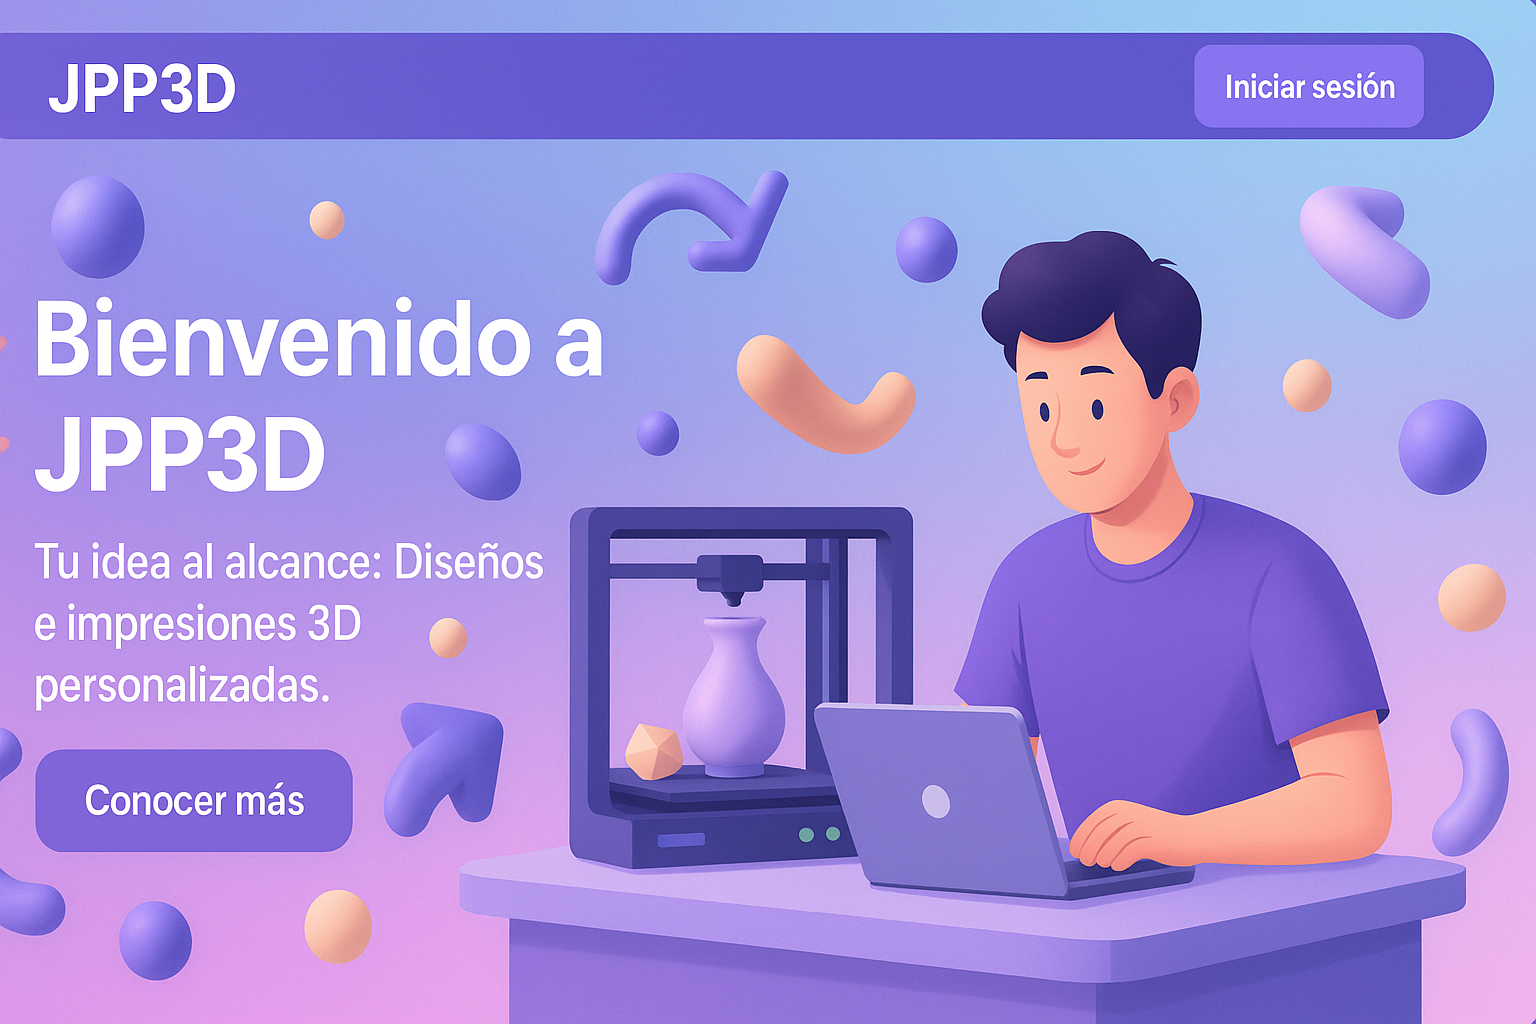 JPP3D
Iniciar sesión
Bienvenido a
JPP3D
Tu idea al alcance: Diseños
e impresiones 3D
personalizadas.
Conocer más